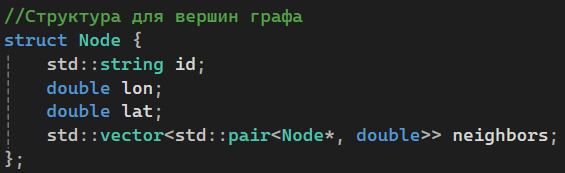 //Структура для вершин графа
struct Node {
    std::string id;
    double lon;
    double lat;
    std::vector<std::pair<Node*, double>> neighbors;
};